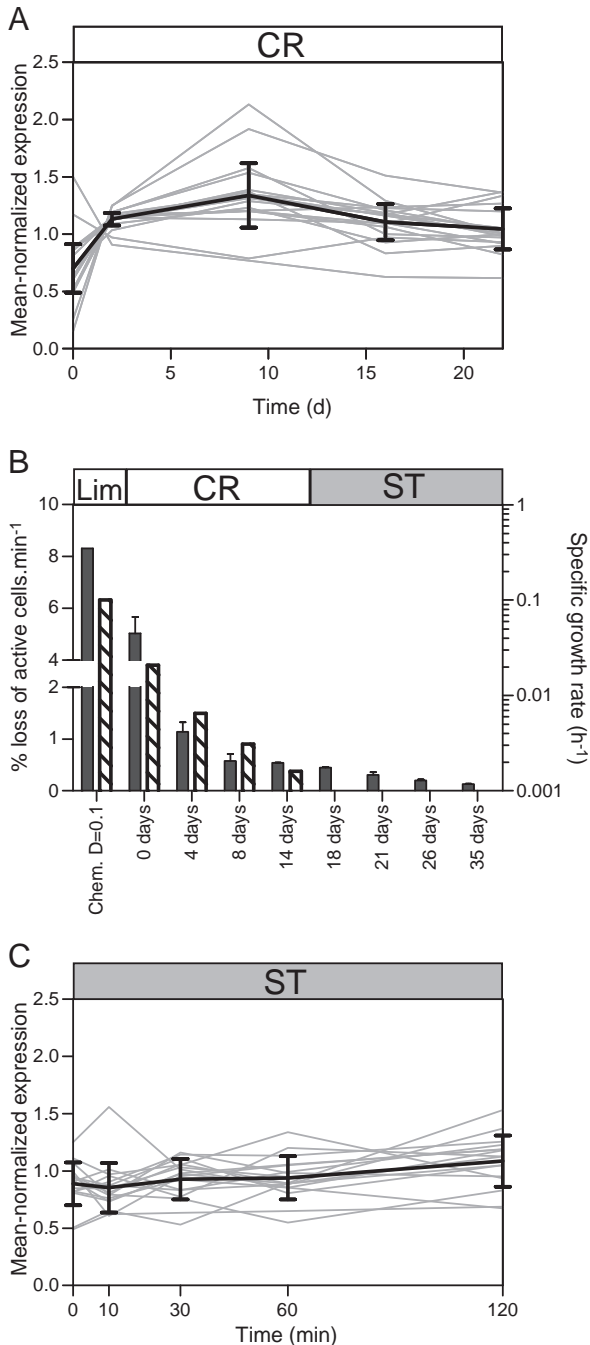 A
CR
Mean-normalized expression
2.5
2.0
1.5
1.0
0.5
0.0
0 5 10 15 20
Time (d)
B
Lim CR ST
% loss of active cells.min-1
10
8
6
4
2
1
0
Specific growth rate (h-1)
1
0.1
0.01
0.001
Chem. D=0.1
0 days
4 days
8 days
14 days
18 days
21 days
26 days
35 days
C
ST
Mean-normalized expression
2.5
2.0
1.5
1.0
0.5
0.0
0 10 30 60 120
Time (min)